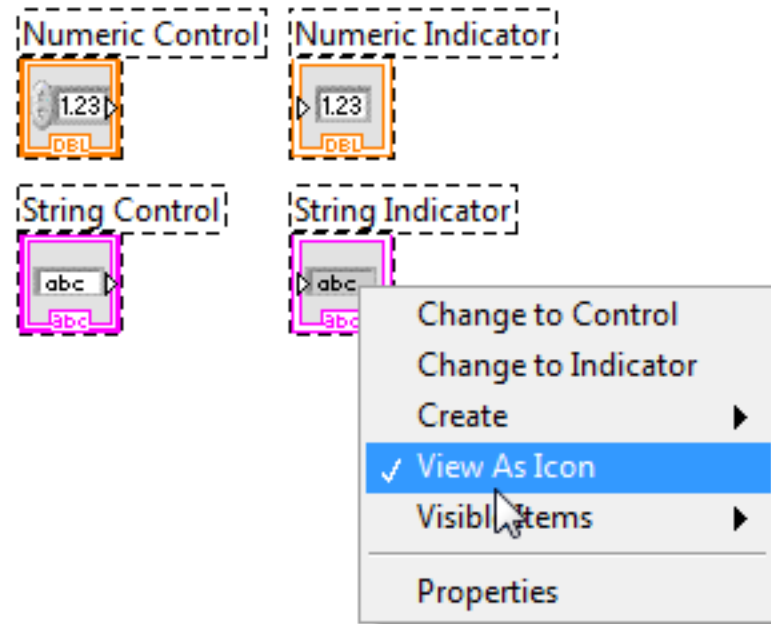 Numeric Control
Numeric Indicator
1.23
DBL
1.23
DBL
String Control
String Indicator
abc
abc
abc
abc
Change to Control
Change to Indicator
Create
View As Icon
Visible Items
Properties